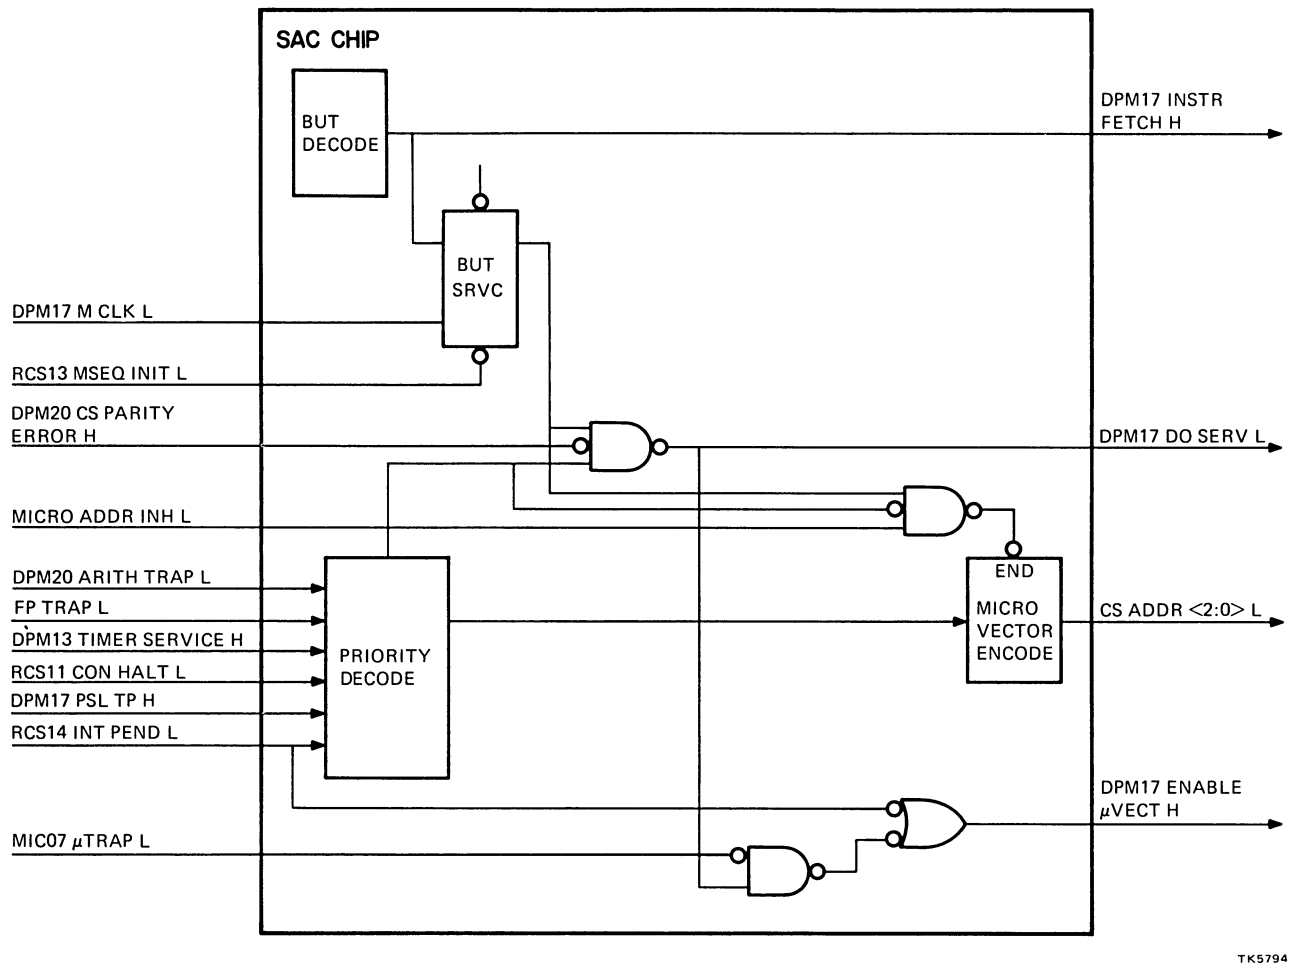 SAC CHIP
BUT
DECODE
DPM17 INSTR
FETCH H
BUT
SRVC
DPM17 M CLK L
RCS13 MSEQ INIT L
DPM20 CS PARITY
ERROR H
DPM17 DO SERV L
MICRO ADDR INH L
DPM20 ARITH TRAP L
FP TRAP L
DPM13 TIMER SERVICE H
RCS11 CON HALT L
DPM17 PSL TP H
RCS14 INT PEND L
PRIORITY
DECODE
END
MICRO
VECTOR
ENCODE
CS ADDR <2:0> L
DPM17 ENABLE
μVECT H
MIC07 μTRAP L
TK5794